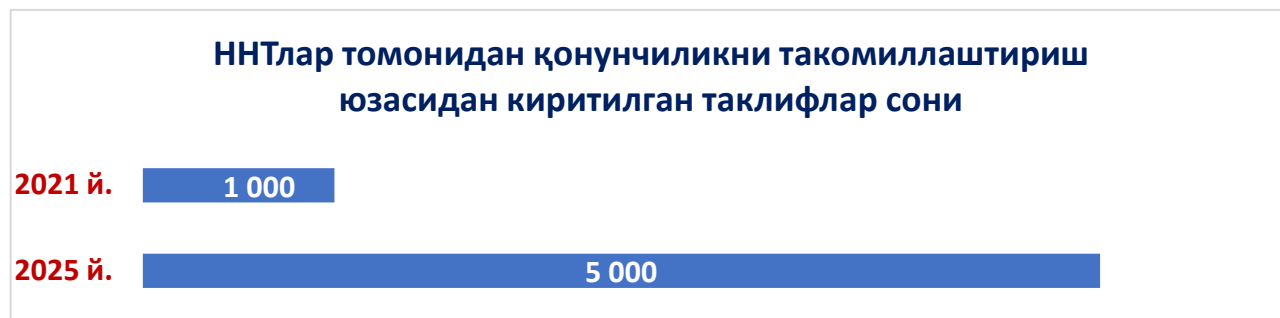 ННТлар томонидан қонунчиликни такомиллаштириш
юзасидан киритилган таклифлар сони
2021 й.
1 000
2025 й.
5 000